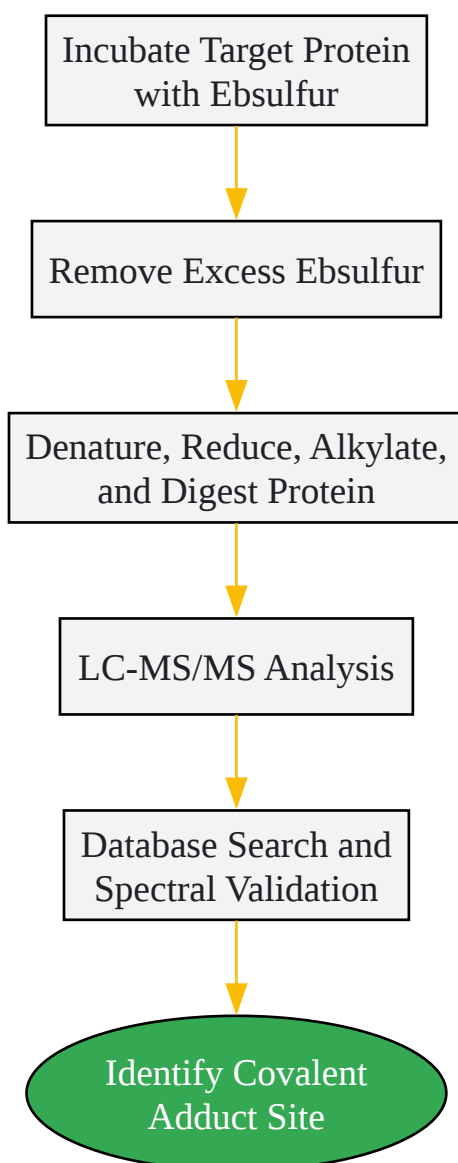 Incubate Target Protein
with Ebsulfur
Remove Excess Ebsulfur
Denature, Reduce, Alkylate,
and Digest Protein
LC-MS/MS Analysis
Database Search and
Spectral Validation
Identify Covalent
Adduct Site